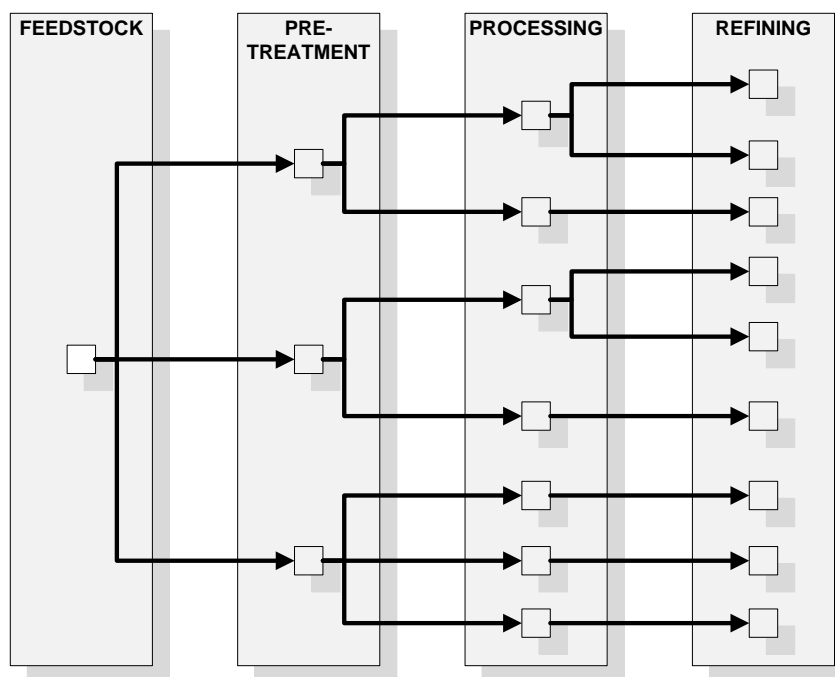 FEEDSTOCK
PRE-
TREATMENT
PROCESSING
REFINING